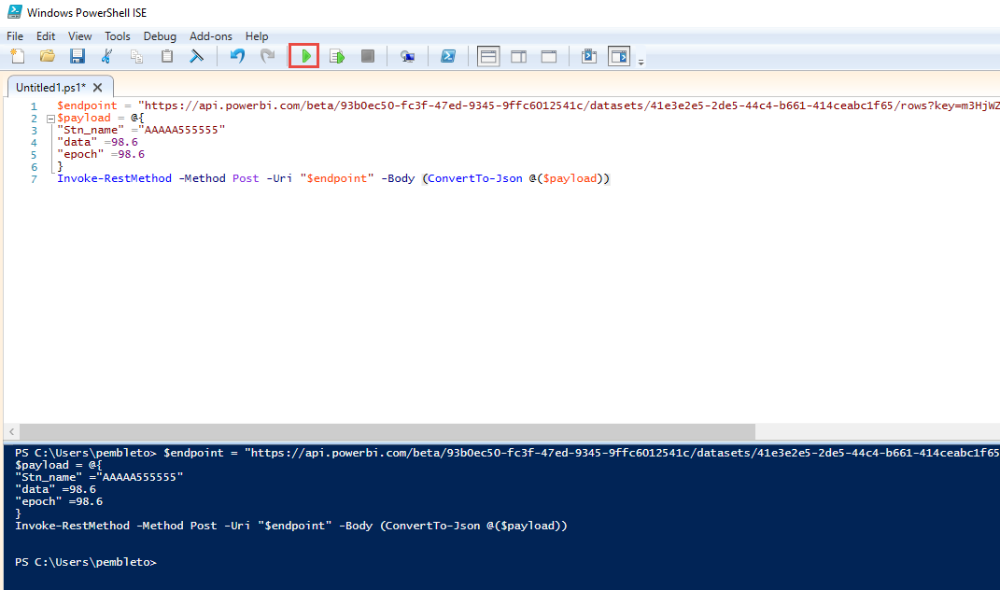 Windows PowerShell ISE
File Edit View Tools Debug Add-ons Help
Untitled1.ps1*
1 $endpoint = "https://api.powerbi.com/beta/93b0ec50-fc3f-47ed-9345-9ffc6012541c/datasets/41e3e2e5-2de5-44c4-b661-414ceabc1f65/rows?key=m3HjWZ
2 $payload = @{
3 "Stn_name" ="AAAAA555555"
4 "data" =98.6
5 "epoch" =98.6
6 }
7 Invoke-RestMethod -Method Post -Uri "$endpoint" -Body (ConvertTo-Json @($payload))
PS C:\Users\pembleto> $endpoint = "https://api.powerbi.com/beta/93b0ec50-fc3f-47ed-9345-9ffc6012541c/datasets/41e3e2e5-2de5-44c4-b661-414ceabc1f65
$payload = @{
"Stn_name" ="AAAAA555555"
"data" =98.6
"epoch" =98.6
}
Invoke-RestMethod -Method Post -Uri "$endpoint" -Body (ConvertTo-Json @($payload))
PS C:\Users\pembleto>